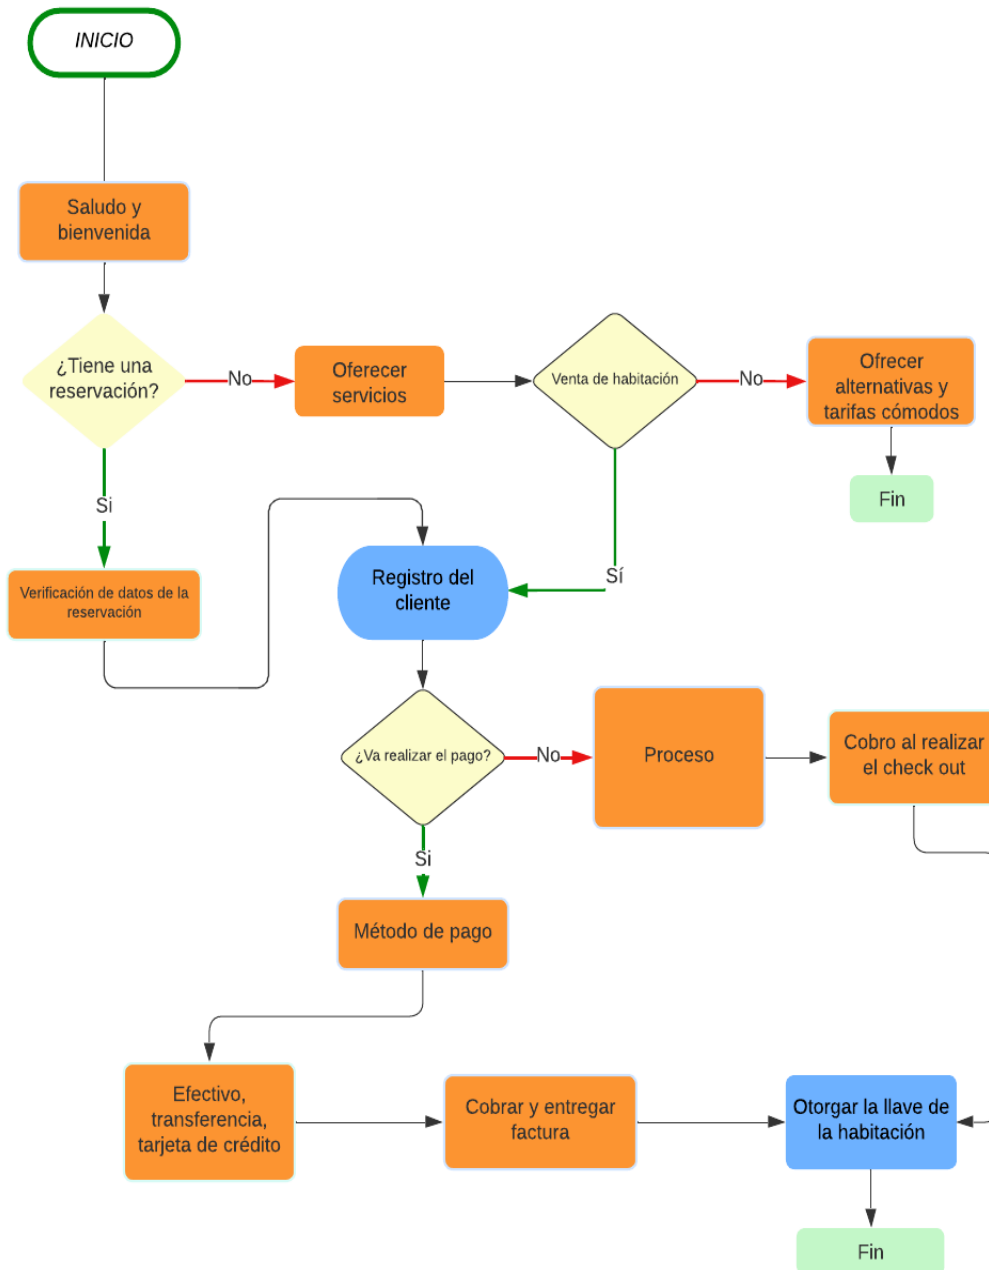 INICIO
Saludo y
bienvenida
¿Tiene una
reservación?
No
Oferecer
servicios
Venta de habitación
No
Ofrecer
alternativas y
tarifas cómodos
Fin
Si
Verificación de datos de la
reservación
Registro del
cliente
Sí
¿Va realizar el pago?
No
Proceso
Cobro al realizar
el check out
Si
Método de pago
Efectivo,
transferencia,
tarjeta de crédito
Cobrar y entregar
factura
Otorgar la llave de
la habitación
Fin